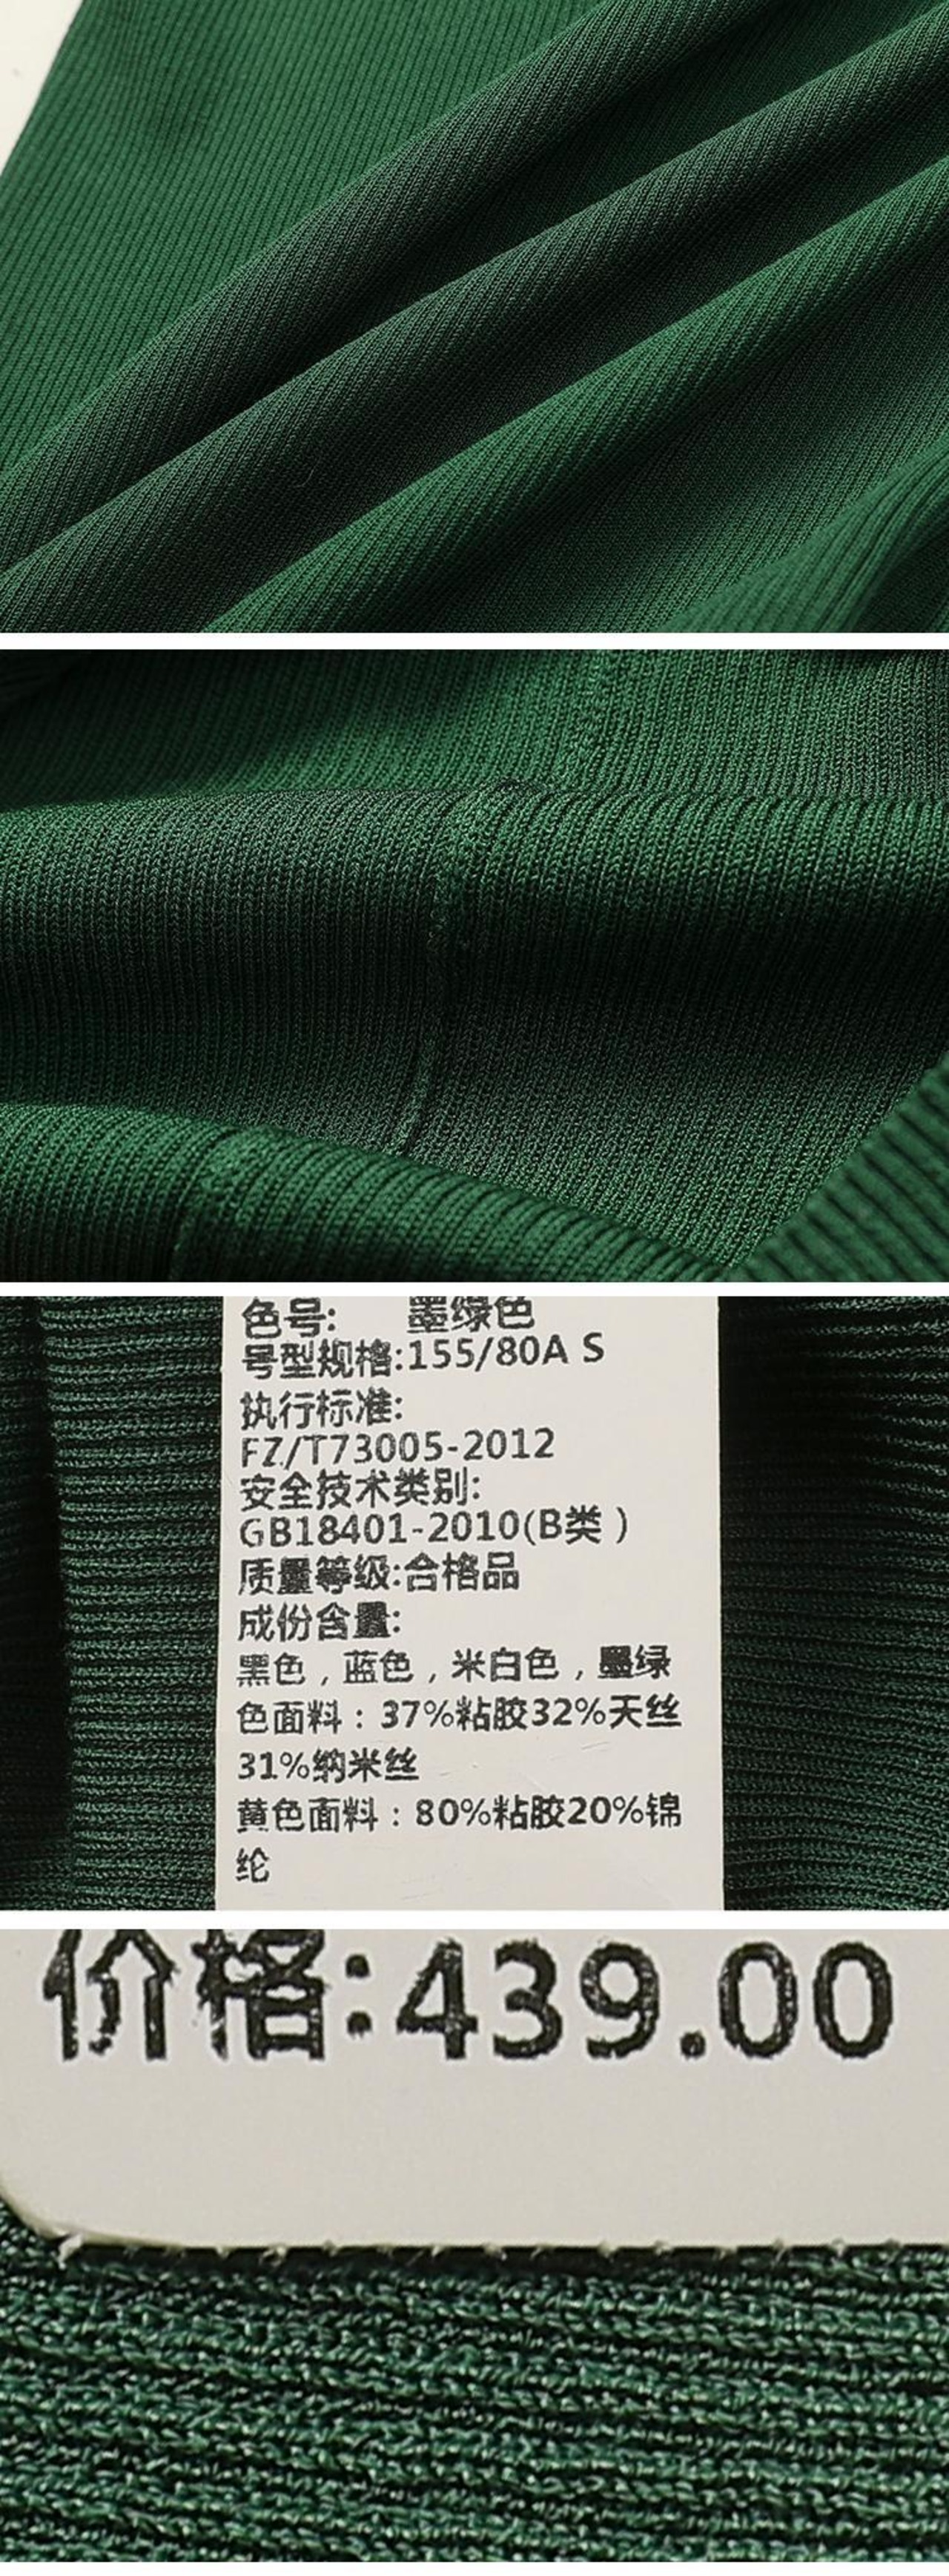 色号: 墨绿色
号型规格:155/80A S
执行标准:
FZ/T73005-2012
安全技术类别:
GB18401-2010(B类)
质量等级:合格品
成份含量:
黑色,蓝色,米白色,墨绿
色面料:37%粘胶32%天丝
31%纳米丝
黄色面料:80%粘胶20%锦
纶
价格:439.00